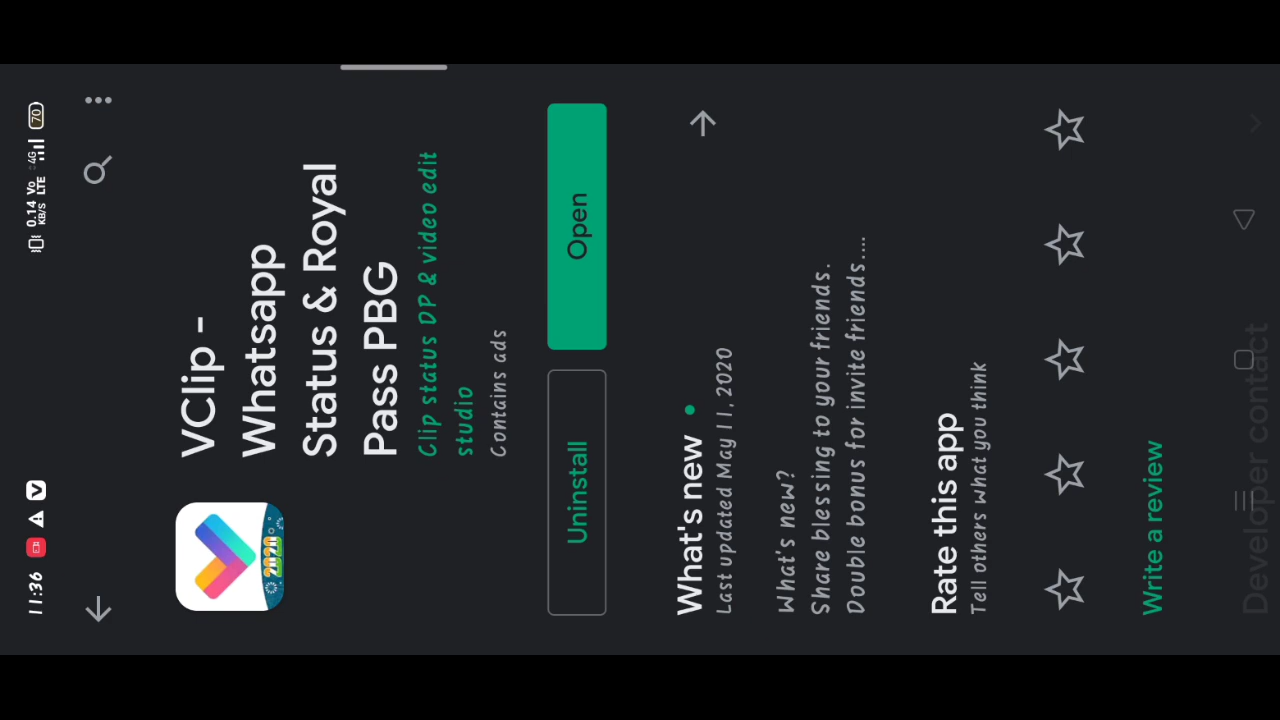 11:36
0.14 KB/S
Vo LTE
4G
70
VClip -
Whatsapp
Status & Royal
Pass PBG
Clip status DP & video edit
studio
Contains ads
2020
Uninstall
Open
What's new
Last updated May 11, 2020
What's new?
Share blessing to your friends.
Double bonus for invite friends....
Rate this app
Tell others what you think
Write a review
Developer contact